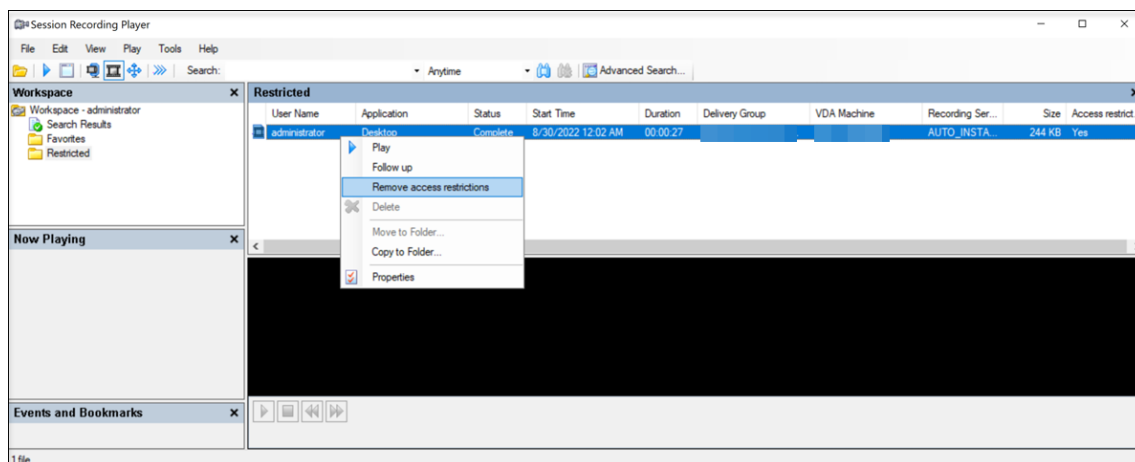 Session Recording Player
File Edit View Play Tools Help
Search: Anytime Advanced Search...
Workspace
Workspace - administrator
Search Results
Favorites
Restricted
Restricted
User Name Application Status Start Time Duration Delivery Group VDA Machine Recording Ser... Size Access restrict
administrator Desktop Complete 8/30/2022 12:02 AM 00:00:27 AUTO_INSTA... 244 KB Yes
Play
Follow up
Remove access restrictions
Delete
Move to Folder...
Copy to Folder...
Properties
Now Playing
Events and Bookmarks
1 file